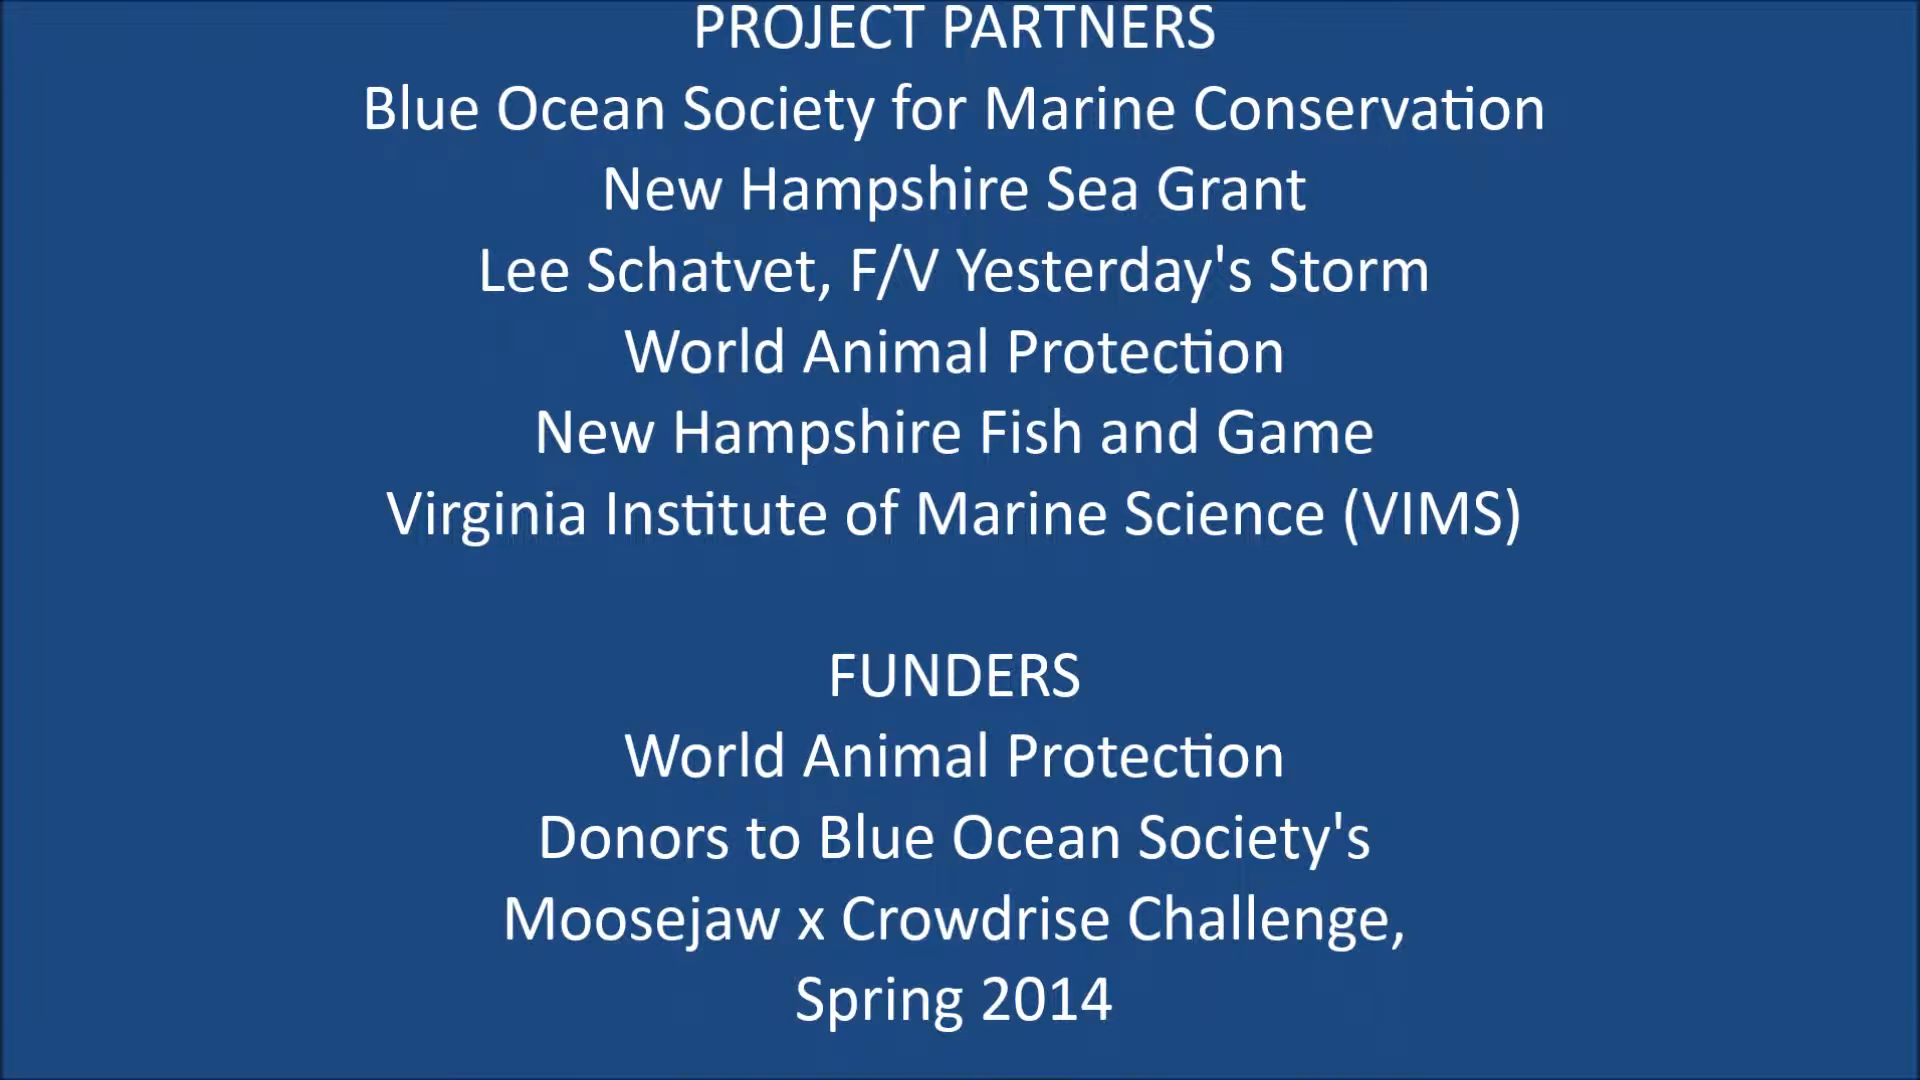 PROJECT PARTNERS
Blue Ocean Society for Marine Conservation
New Hampshire Sea Grant
Lee Schatvet, F/V Yesterday's Storm
World Animal Protection
New Hampshire Fish and Game
Virginia Institute of Marine Science (VIMS)
FUNDERS
World Animal Protection
Donors to Blue Ocean Society's
Moosejaw x Crowdrise Challenge,
Spring 2014